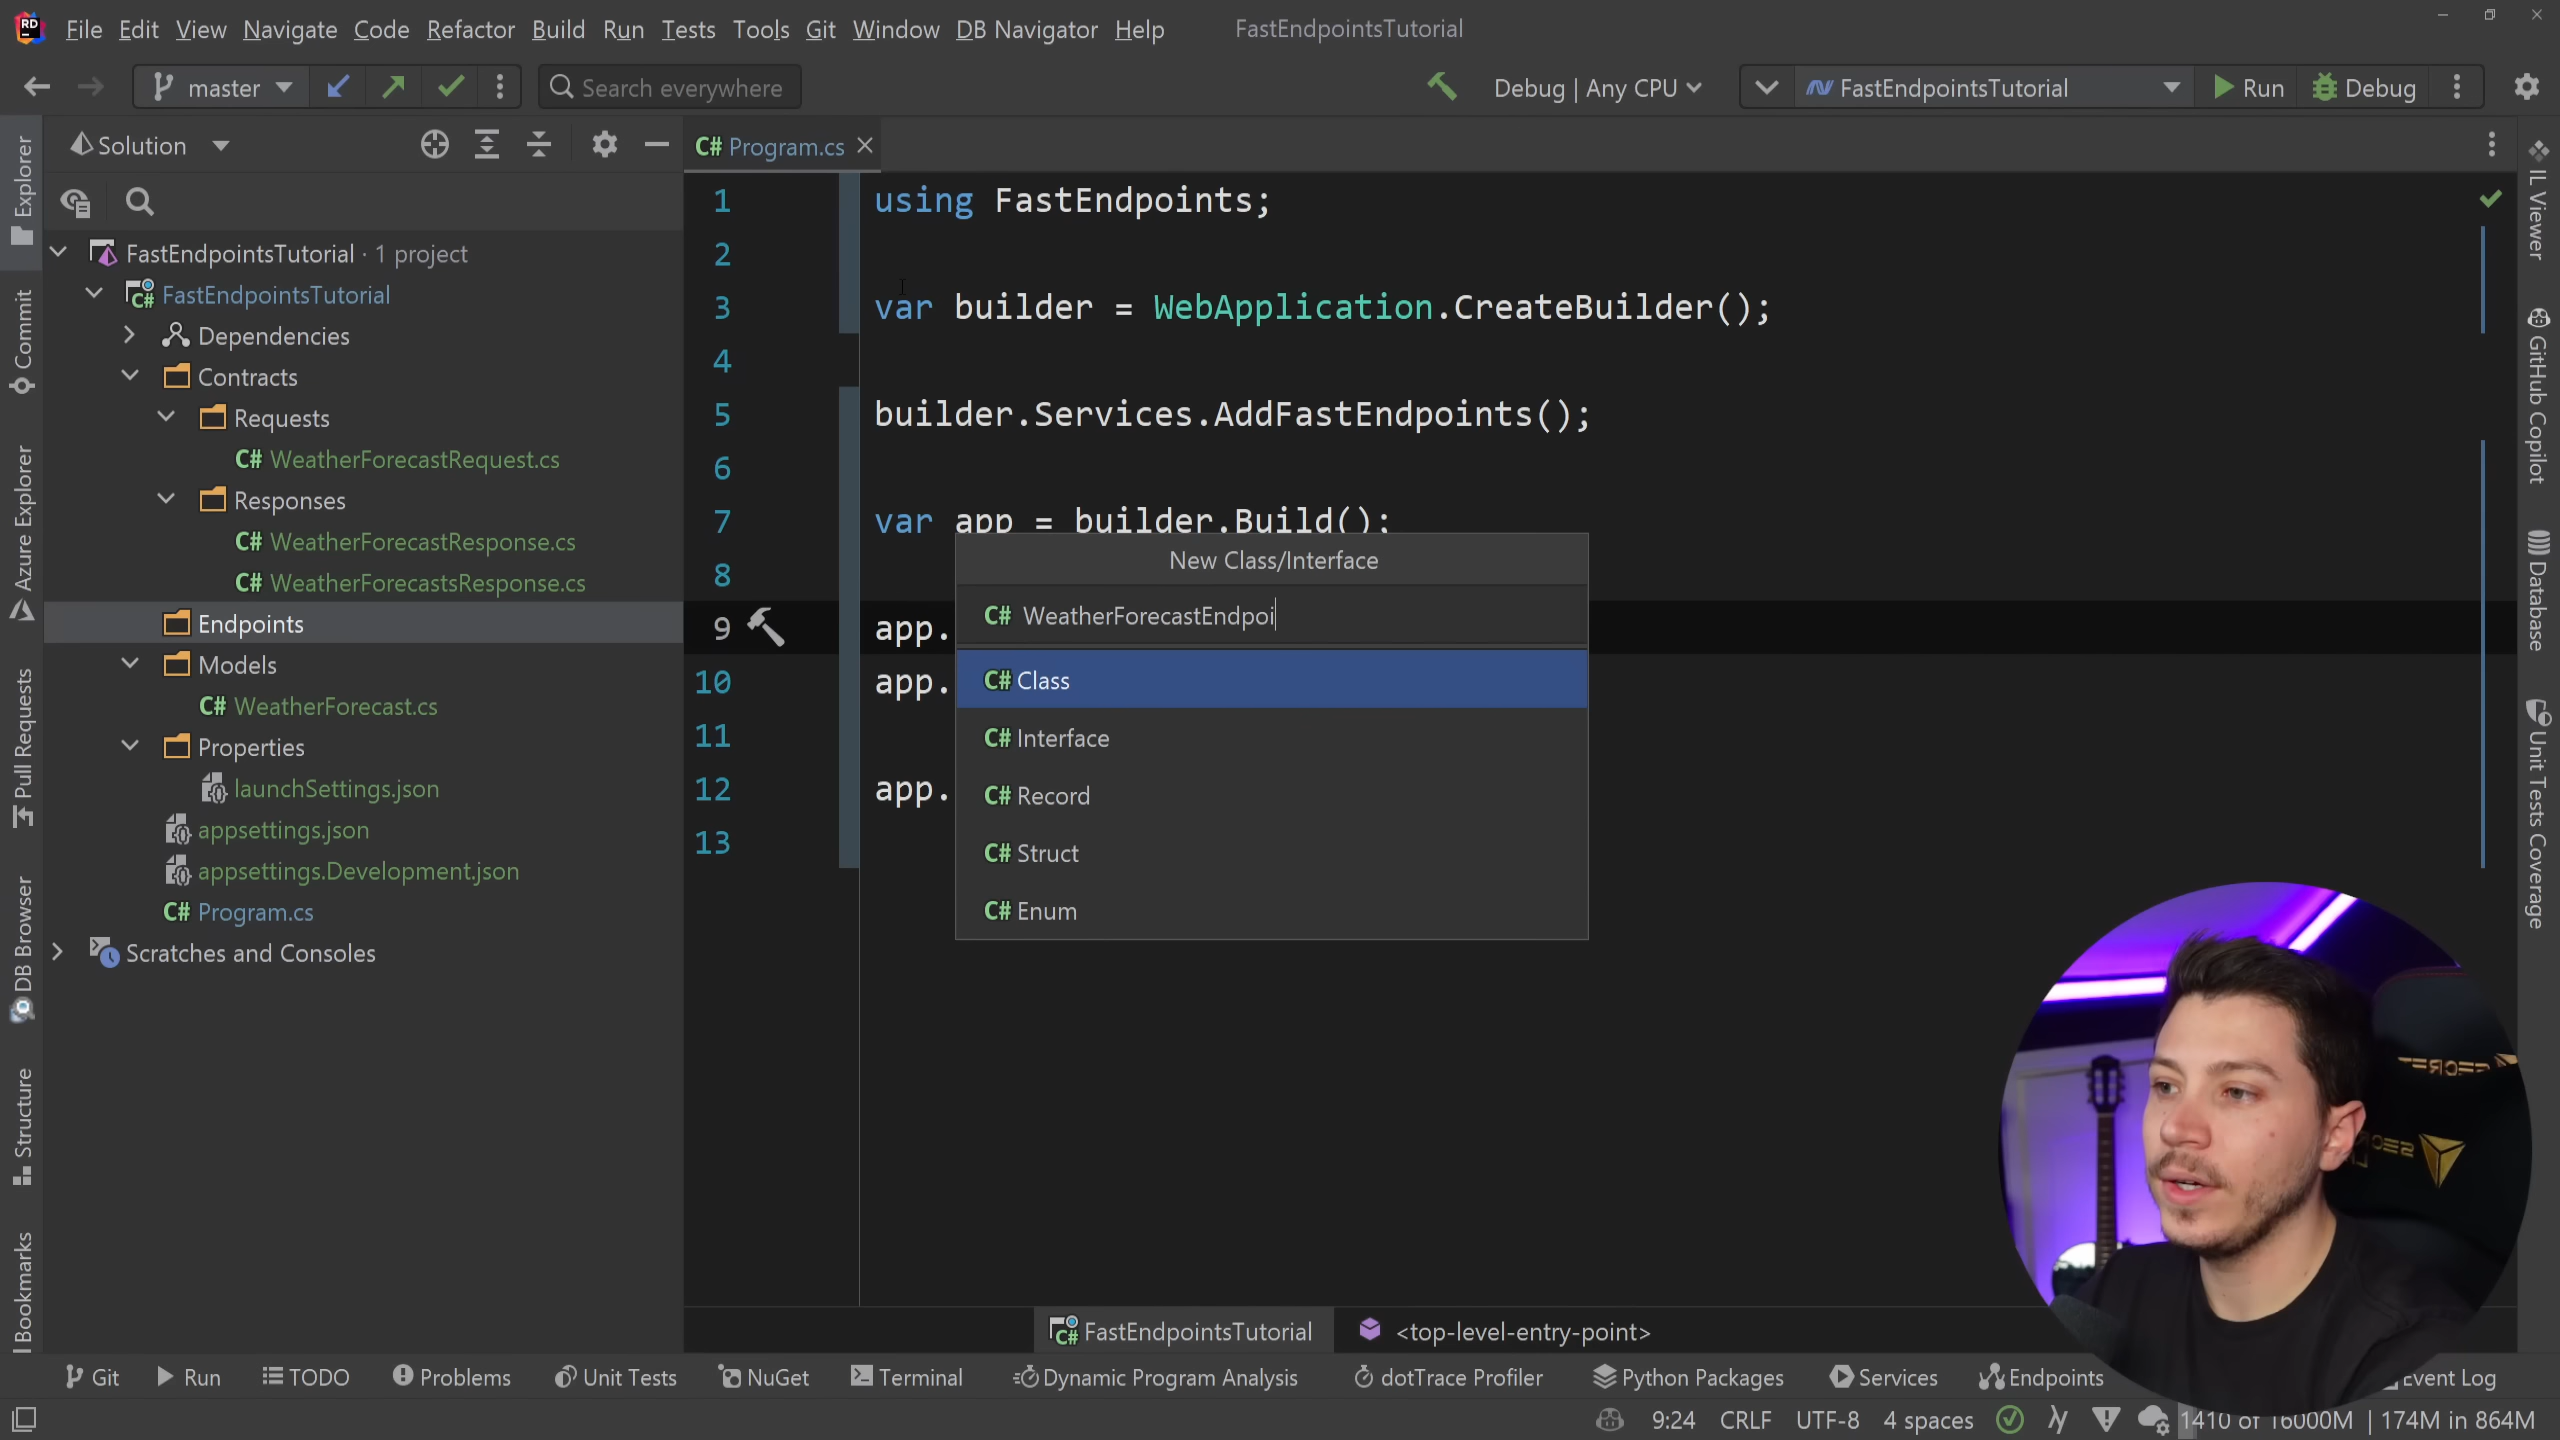 File Edit View Navigate Code Refactor Build Run Tests Tools Git Window DB Navigator Help
FastEndpointsTutorial
master
Search everywhere
Debug | Any CPU
FastEndpointsTutorial
Run
Debug
Explorer
Commit
Azure Explorer
Pull Requests
DB Browser
Structure
Bookmarks
Solution
FastEndpointsTutorial · 1 project
FastEndpointsTutorial
Dependencies
Contracts
Requests
C# WeatherForecastRequest.cs
Responses
C# WeatherForecastResponse.cs
C# WeatherForecastsResponse.cs
Endpoints
Models
C# WeatherForecast.cs
Properties
launchSettings.json
appsettings.json
appsettings.Development.json
C# Program.cs
Scratches and Consoles
C# Program.cs
1 using FastEndpoints;
2
3 var builder = WebApplication.CreateBuilder();
4
5 builder.Services.AddFastEndpoints();
6
7 var app = builder.Build();
8
9 app.
10 app.
11
12 app.
13
New Class/Interface
C# WeatherForecastEndpoi
C# Class
C# Interface
C# Record
C# Struct
C# Enum
IL Viewer
GitHub Copilot
Database
Unit Tests Coverage
FastEndpointsTutorial
<top-level-entry-point>
Git Run TODO Problems Unit Tests NuGet Terminal Dynamic Program Analysis dotTrace Profiler Python Packages Services Endpoints Event Log
9:24 CRLF UTF-8 4 spaces 1410 of 16000M | 174M in 864M